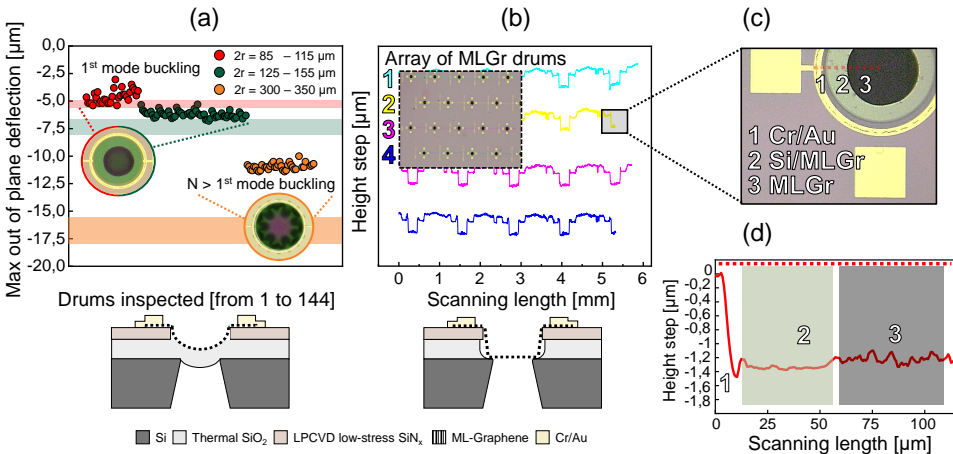 (a)
Max out of plane deflection [μm]
0,0
-2,5
-5,0
-7,5
-10,0
-12,5
-15,0
-17,5
-20,0
1st mode buckling
2r = 85 – 115 μm
2r = 125 – 155 μm
2r = 300 – 350 μm
N > 1st mode buckling
Drums inspected [from 1 to 144]
(b)
Height step [μm]
Array of MLGr drums
1
2
3
4
0 1 2 3 4 5 6
Scanning length [mm]
(c)
1 2 3
1 Cr/Au
2 Si/MLGr
3 MLGr
(d)
Height step [μm]
0
-0,2
-0,6
-0,8
-1,2
-1,4
-1,6
-1,8
1
2
3
0 25 50 75 100
Scanning length [μm]
Si
Thermal SiO2
LPCVD low-stress SiNx
ML-Graphene
Cr/Au